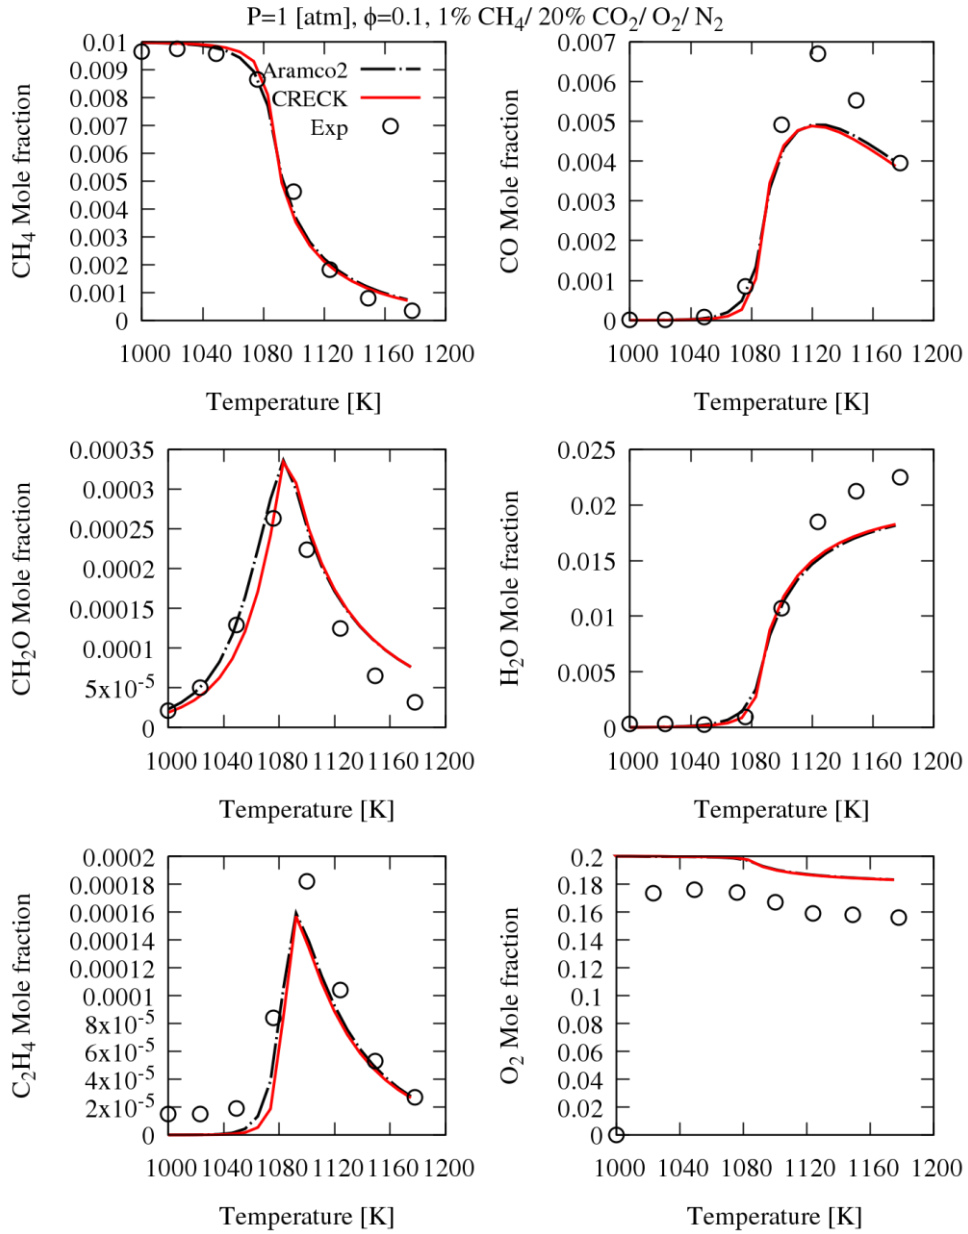 P=1 [atm], ϕ=0.1, 1% CH₄/ 20% CO₂/ O₂/ N₂
CH₄ Mole fraction
0.01
0.009
0.008
0.007
0.006
0.005
0.004
0.003
0.002
0.001
0
Aramco2
CRECK
Exp
1000 1040 1080 1120 1160 1200
Temperature [K]
CO Mole fraction
0.007
0.006
0.005
0.004
0.003
0.002
0.001
0
1000 1040 1080 1120 1160 1200
Temperature [K]
CH₂O Mole fraction
0.00035
0.0003
0.00025
0.0002
0.00015
0.0001
5x10⁻⁵
0
1000 1040 1080 1120 1160 1200
Temperature [K]
H₂O Mole fraction
0.025
0.02
0.015
0.01
0.005
0
1000 1040 1080 1120 1160 1200
Temperature [K]
C₂H₄ Mole fraction
0.0002
0.00018
0.00016
0.00014
0.00012
0.0001
8x10⁻⁵
6x10⁻⁵
4x10⁻⁵
2x10⁻⁵
0
1000 1040 1080 1120 1160 1200
Temperature [K]
O₂ Mole fraction
0.2
0.18
0.16
0.14
0.12
0.1
0.08
0.06
0.04
0.02
0
1000 1040 1080 1120 1160 1200
Temperature [K]